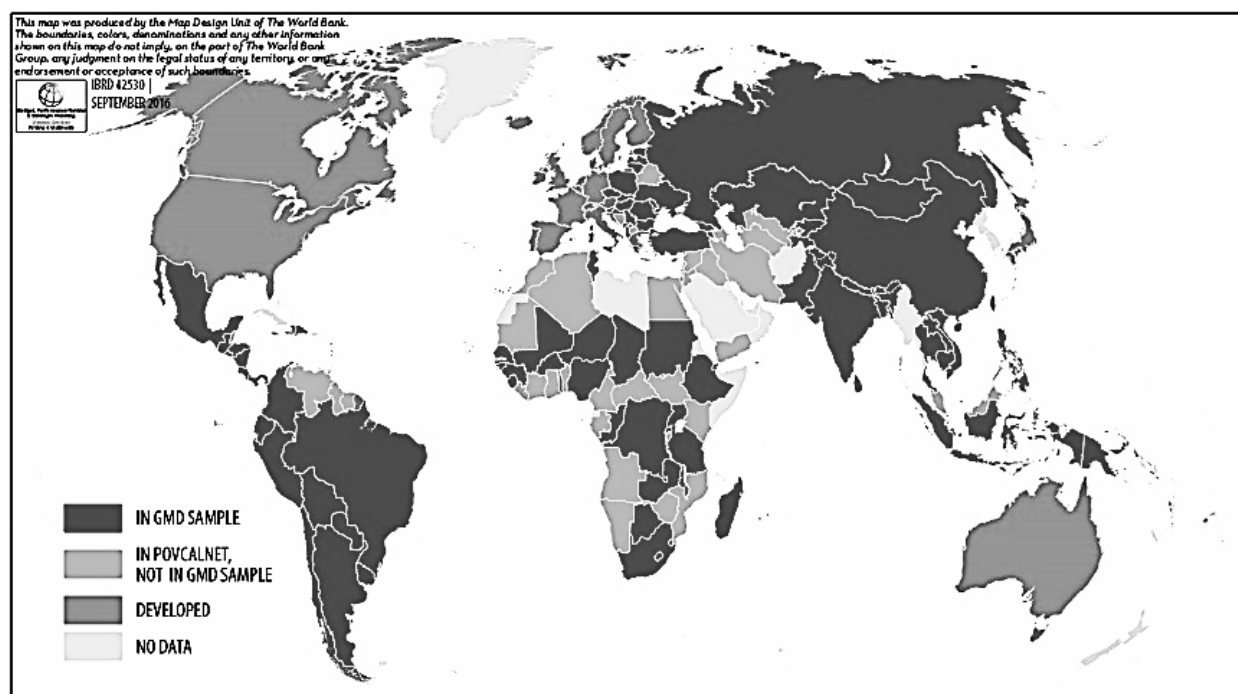 This map was produced by the Map Design Unit of The World Bank.
The boundaries, colors, denominations and any other information
shown on this map do not imply, on the part of The World Bank
Group, any judgment on the legal status of any territory, or any
endorsement or acceptance of such boundaries.
IBRD 42530 |
SEPTEMBER 2016
IN GMD SAMPLE
IN POVCALNET,
NOT IN GMD SAMPLE
DEVELOPED
NO DATA